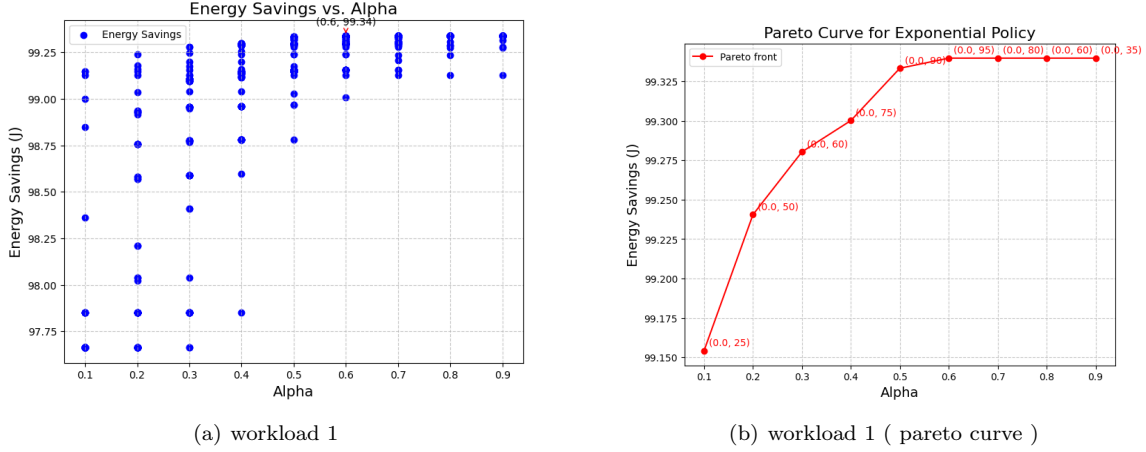 Energy Savings vs. Alpha
(0.6, 99.34)
Energy Savings
99.25
99.00
98.75
98.50
98.25
98.00
97.75
Energy Savings (J)
0.1 0.2 0.3 0.4 0.5 0.6 0.7 0.8 0.9
Alpha
(a) workload 1
Pareto Curve for Exponential Policy
Pareto front
(0.0, 95) (0.0, 80) (0.0, 60) (0.0, 35)
(0.0, 90)
(0.0, 75)
(0.0, 60)
(0.0, 50)
(0.0, 25)
99.325
99.300
99.275
99.250
99.225
99.200
99.175
99.150
Energy Savings (J)
0.1 0.2 0.3 0.4 0.5 0.6 0.7 0.8 0.9
Alpha
(b) workload 1 ( pareto curve )